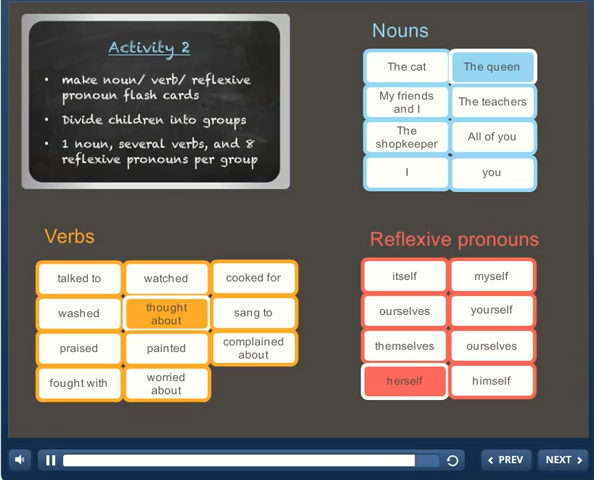 Activity 2
• make noun/ verb/ reflexive
pronoun flash cards
• Divide children into groups
• 1 noun, several verbs, and 8
reflexive pronouns per group
Nouns
The cat
The queen
My friends
and I
The teachers
The
shopkeeper
All of you
I
you
Verbs
talked to
watched
cooked for
washed
thought
about
sang to
praised
painted
complained
about
fought with
worried
about
Reflexive pronouns
itself
myself
ourselves
yourself
themselves
ourselves
herself
himself
PREV
NEXT